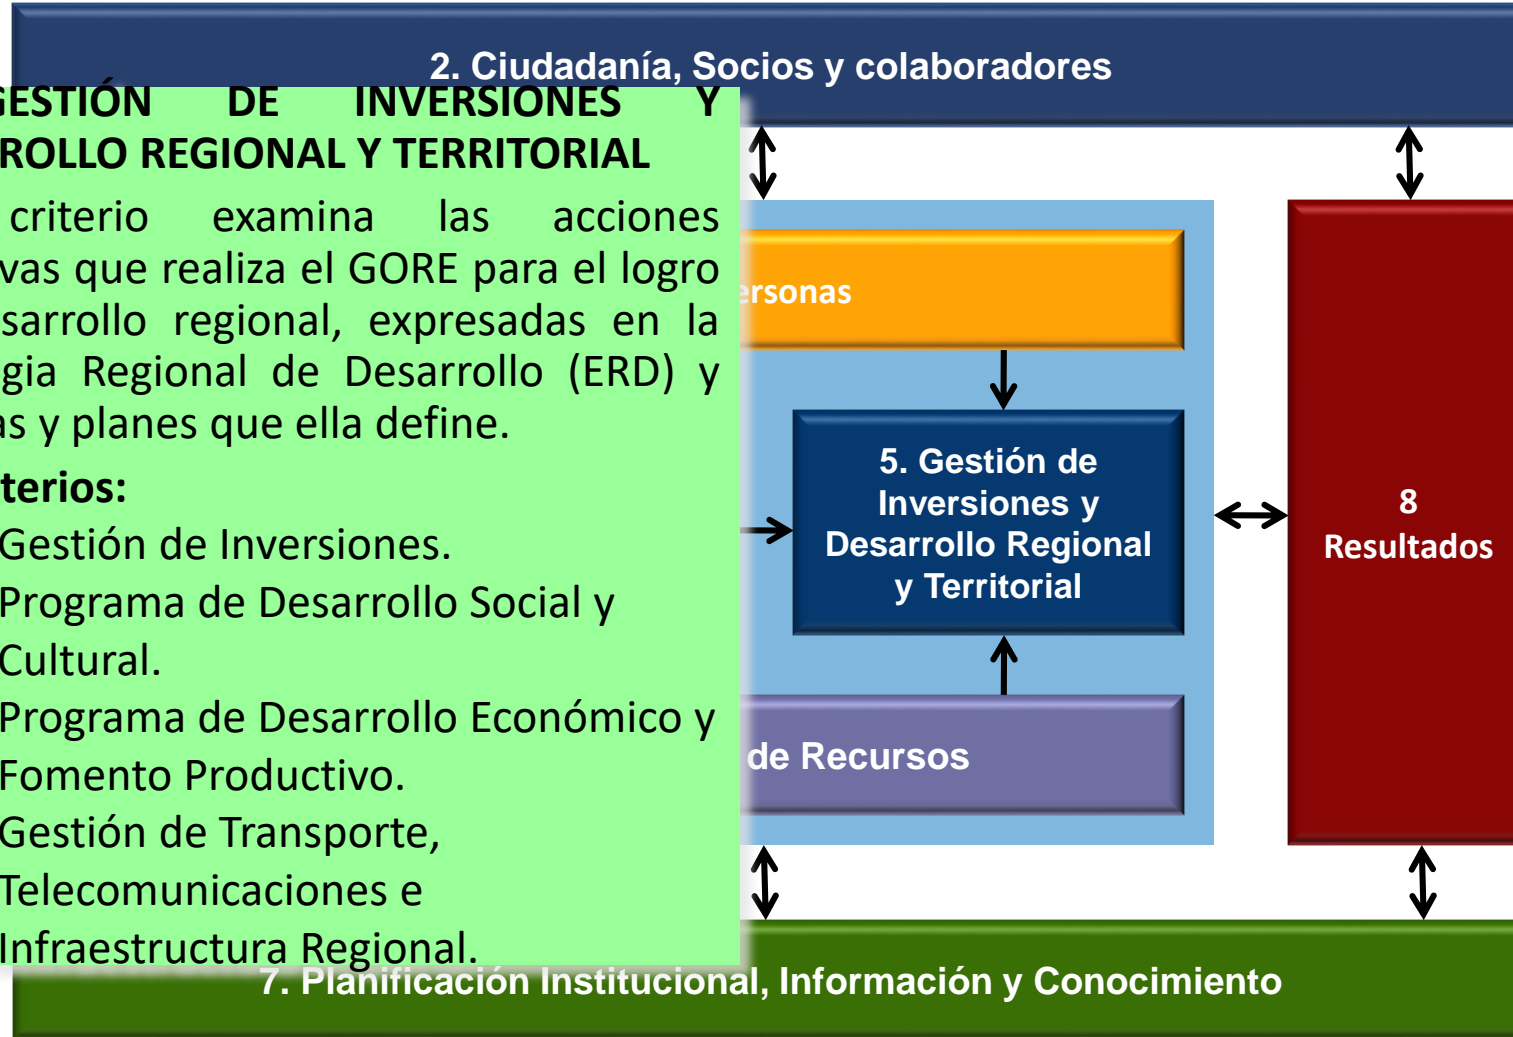 2. Ciudadanía, Socios y colaboradores
GESTIÓN DE INVERSIONES Y
ROLLO REGIONAL Y TERRITORIAL
criterio examina las acciones
vas que realiza el GORE para el logro
sarrollo regional, expresadas en la
gia Regional de Desarrollo (ERD) y
as y planes que ella define.
terios:
Gestión de Inversiones.
Programa de Desarrollo Social y
Cultural.
Programa de Desarrollo Económico y
Fomento Productivo.
Gestión de Transporte,
Telecomunicaciones e
Infraestructura Regional.
ersonas
5. Gestión de
Inversiones y
Desarrollo Regional
y Territorial
de Recursos
8
Resultados
7. Planificación Institucional, Información y Conocimiento